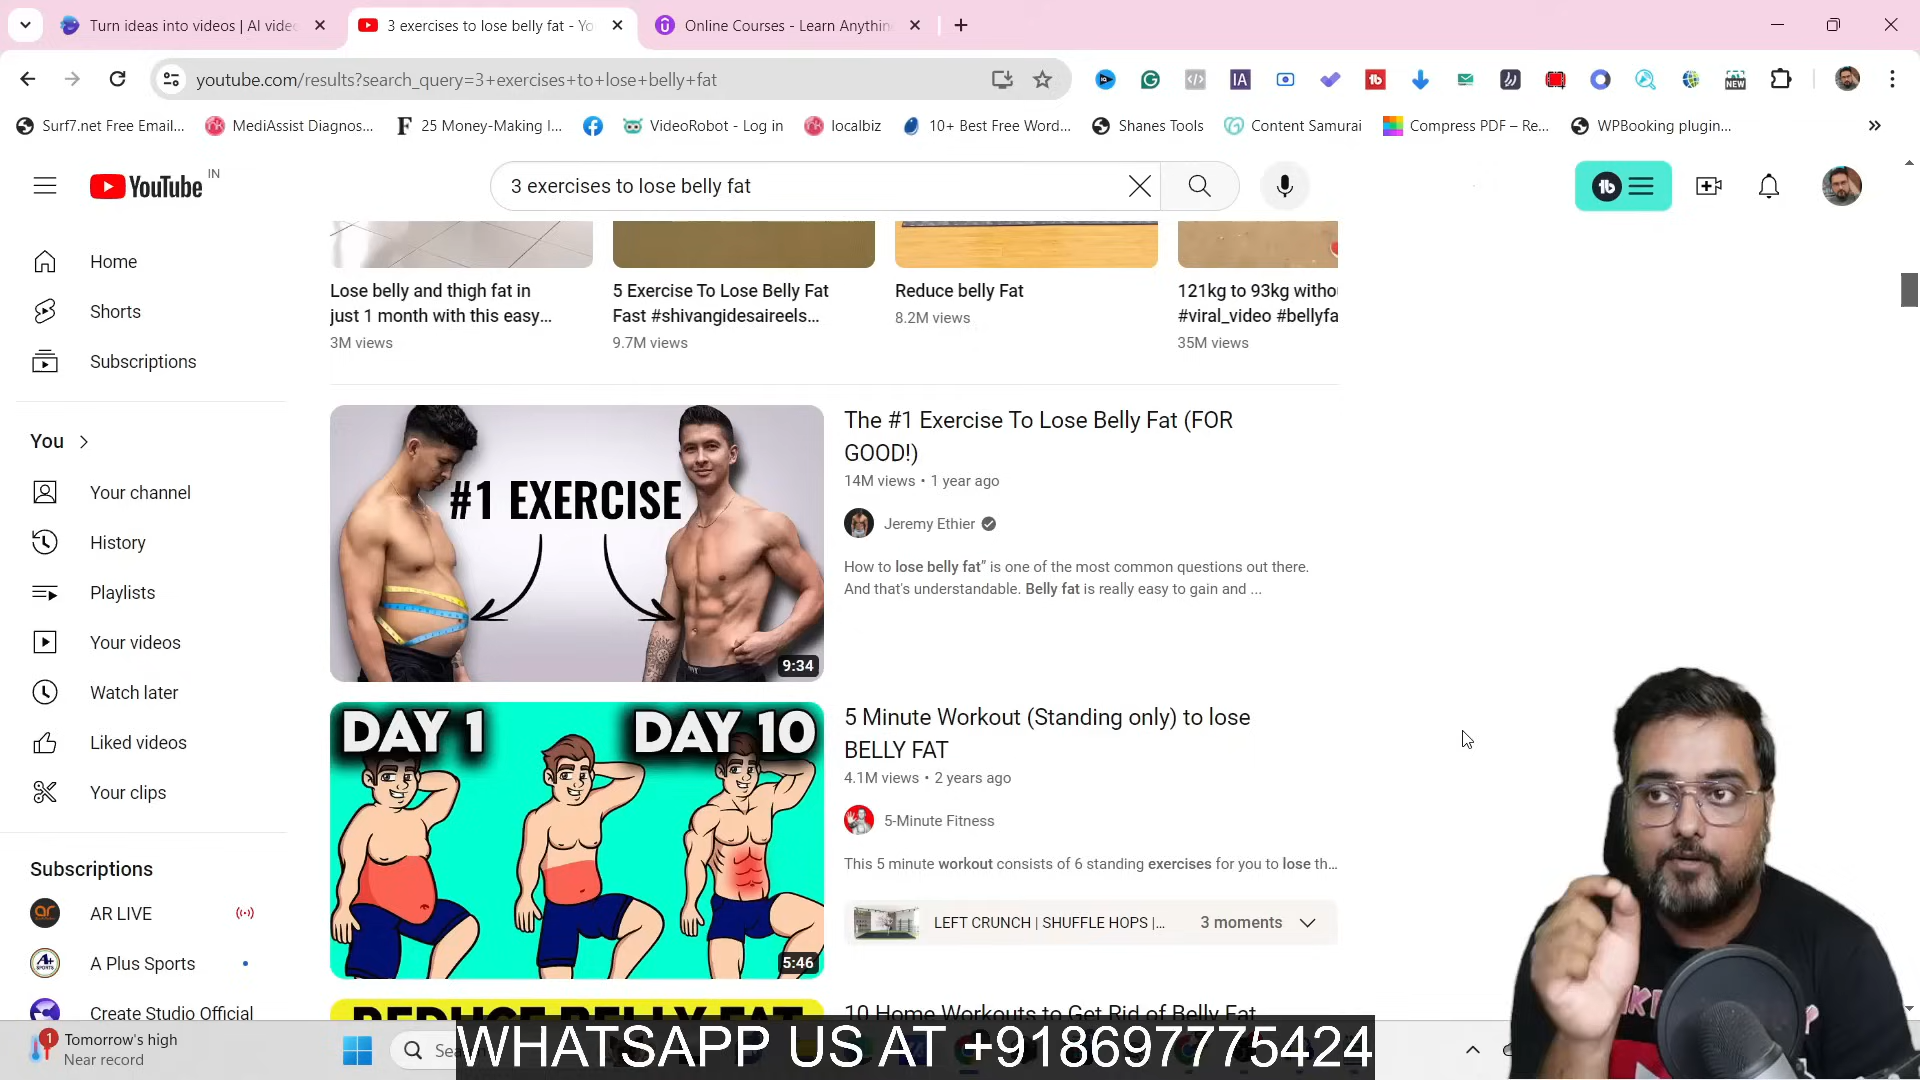 Turn ideas into videos | AI video
3 exercises to lose belly fat - Yo
Online Courses - Learn Anything
youtube.com/results?search_query=3+exercises+to+lose+belly+fat
Surf7.net Free Email...
MediAssist Diagnos...
25 Money-Making I...
VideoRobot - Log in
localbiz
10+ Best Free Word...
Shanes Tools
Content Samurai
Compress PDF – Re...
WPBooking plugin...
YouTube IN
3 exercises to lose belly fat
Home
Shorts
Subscriptions
You
Your channel
History
Playlists
Your videos
Watch later
Liked videos
Your clips
Subscriptions
AR LIVE
A Plus Sports
Create Studio Official
Lose belly and thigh fat in
just 1 month with this easy...
3M views
5 Exercise To Lose Belly Fat
Fast #shivangidesaireels...
9.7M views
Reduce belly Fat
8.2M views
121kg to 93kg witho
#viral_video #bellyfa
35M views
#1 EXERCISE
9:34
The #1 Exercise To Lose Belly Fat (FOR
GOOD!)
14M views • 1 year ago
Jeremy Ethier
How to lose belly fat” is one of the most common questions out there.
And that's understandable. Belly fat is really easy to gain and ...
DAY 1
DAY 10
5:46
5 Minute Workout (Standing only) to lose
BELLY FAT
4.1M views • 2 years ago
5-Minute Fitness
This 5 minute workout consists of 6 standing exercises for you to lose th...
LEFT CRUNCH | SHUFFLE HOPS |...
3 moments
REDUCE BELLY FAT
10 Home Workouts to Get Rid of Belly Fat
1
Tomorrow's high
Near record
WHATSAPP US AT +918697775424